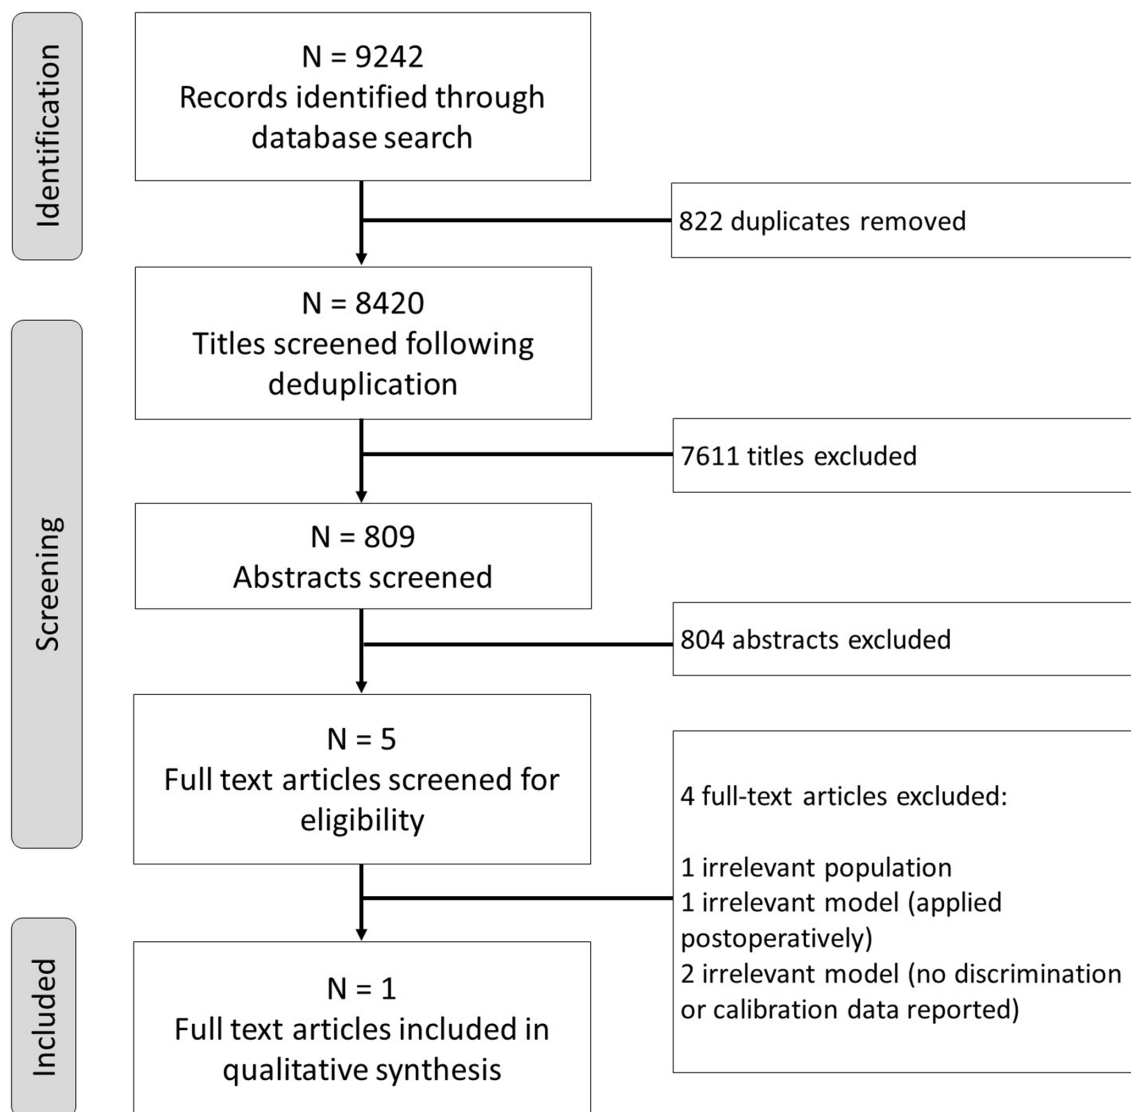 Identification
N = 9242
Records identified through
database search
822 duplicates removed
N = 8420
Titles screened following
deduplication
7611 titles excluded
Screening
N = 809
Abstracts screened
804 abstracts excluded
N = 5
Full text articles screened for
eligibility
4 full-text articles excluded:
1 irrelevant population
1 irrelevant model (applied
postoperatively)
2 irrelevant model (no discrimination
or calibration data reported)
Included
N = 1
Full text articles included in
qualitative synthesis